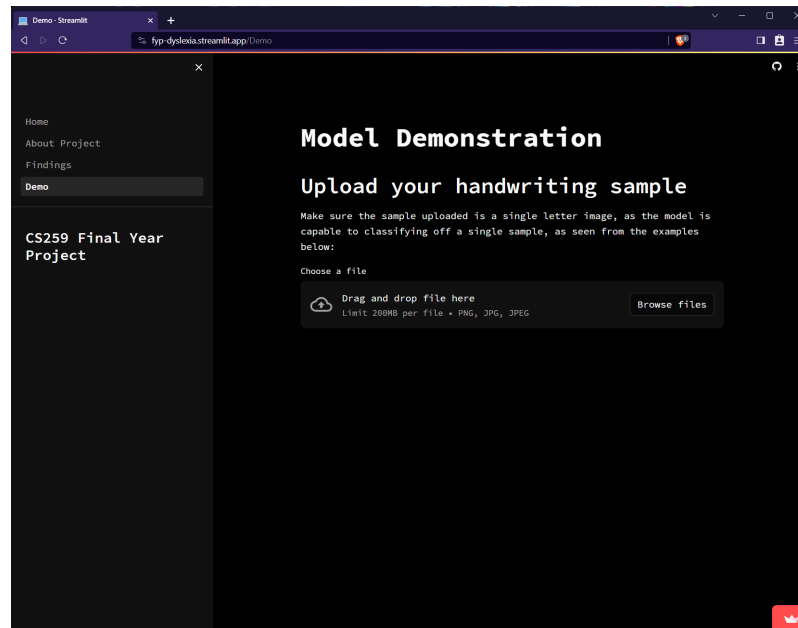 Demo · Streamlit
fyp-dyslexia.streamlit.app/Demo
Home
About Project
Findings
Demo
CS259 Final Year
Project
Model Demonstration
Upload your handwriting sample
Make sure the sample uploaded is a single letter image, as the model is
capable to classifying off a single sample, as seen from the examples
below:
Choose a file
Drag and drop file here
Limit 200MB per file • PNG, JPG, JPEG
Browse files